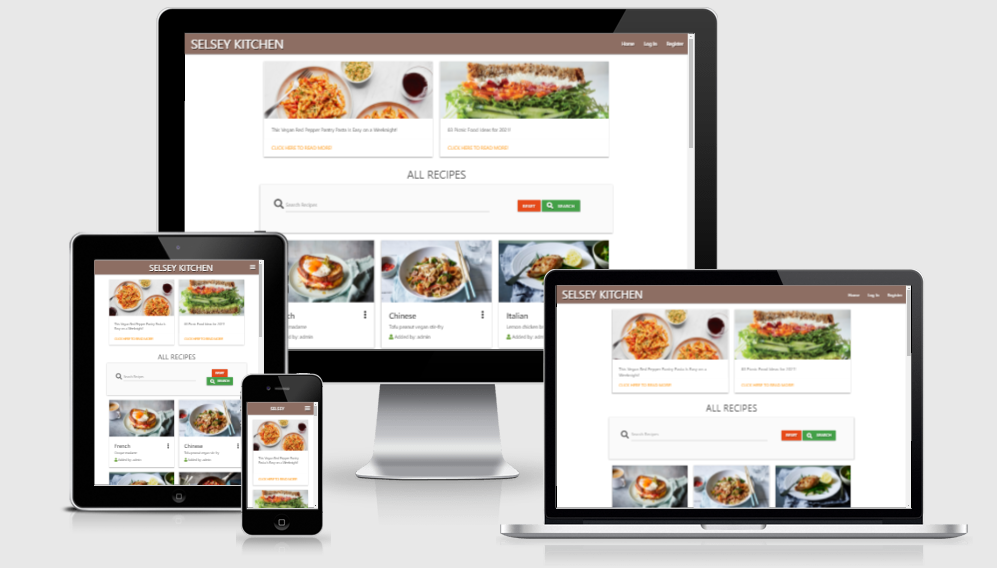 SELSEY KITCHEN
Home Log In Register
This Vegan Red Pepper Pantry Pasta is Easy on a Weeknight!
65 Picnic Food Ideas for 2021!
CLICK HERE TO READ MORE!
CLICK HERE TO READ MORE!
ALL RECIPES
Search Recipes
RESET
SEARCH
Chinese
Italian
Tofu peanut vegan stir-fry
Added by: admin
Added by: admin
SELSEY KITCHEN
This Vegan Red Pepper Pantry
Pasta is Easy on a Weeknight!
65 Picnic Food Ideas for 2021!
CLICK HERE TO READ MORE!
CLICK HERE TO READ MORE!
ALL RECIPES
Search Recipes
RESET
SEARCH
French
Chinese
Croque madame
Tofu peanut vegan stir-fry
Added by: admin
Added by: admin
SELSEY
This Vegan Red Pepper Pantry
Pasta is Easy on a Weeknight!
CLICK HERE TO READ MORE!
SELSEY KITCHEN
Home Log In Register
This Vegan Red Pepper Pantry Pasta is Easy on a
Weeknight!
65 Picnic Food Ideas for 2021!
CLICK HERE TO READ MORE!
CLICK HERE TO READ MORE!
ALL RECIPES
Search Recipes
RESET
SEARCH